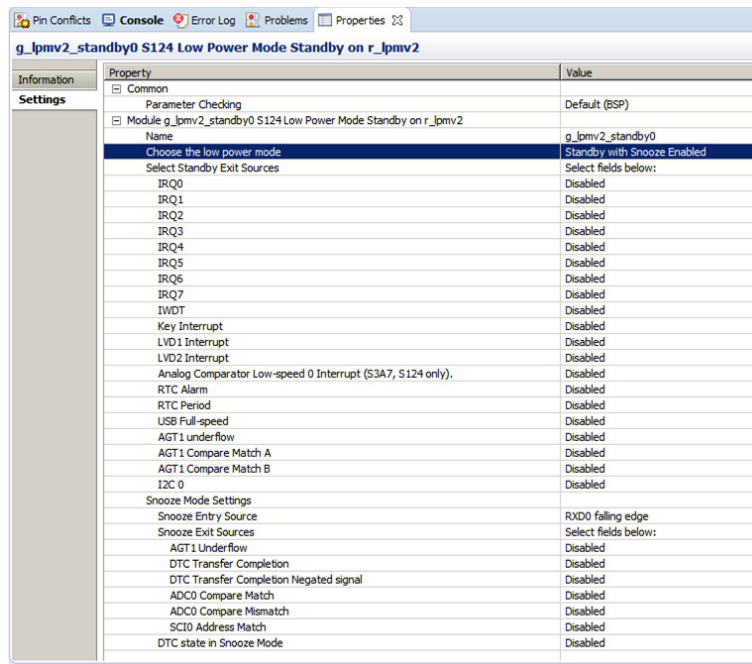 Pin Conflicts Console Error Log Problems Properties
g_lpmv2_standby0 S124 Low Power Mode Standby on r_lpmv2
Information
Settings
Property Value
Common
Parameter Checking Default (BSP)
Module g_lpmv2_standby0 S124 Low Power Mode Standby on r_lpmv2
Name g_lpmv2_standby0
Choose the low power mode Standby with Snooze Enabled
Select Standby Exit Sources Select fields below:
IRQ0 Disabled
IRQ1 Disabled
IRQ2 Disabled
IRQ3 Disabled
IRQ4 Disabled
IRQ5 Disabled
IRQ6 Disabled
IRQ7 Disabled
IWDT Disabled
Key Interrupt Disabled
LVD1 Interrupt Disabled
LVD2 Interrupt Disabled
Analog Comparator Low-speed 0 Interrupt (S3A7, S124 only). Disabled
RTC Alarm Disabled
RTC Period Disabled
USB Full-speed Disabled
AGT1 underflow Disabled
AGT1 Compare Match A Disabled
AGT1 Compare Match B Disabled
I2C 0 Disabled
Snooze Mode Settings
Snooze Entry Source RXD0 falling edge
Snooze Exit Sources Select fields below:
AGT1 Underflow Disabled
DTC Transfer Completion Disabled
DTC Transfer Completion Negated signal Disabled
ADC0 Compare Match Disabled
ADC0 Compare Mismatch Disabled
SCI0 Address Match Disabled
DTC state in Snooze Mode Disabled